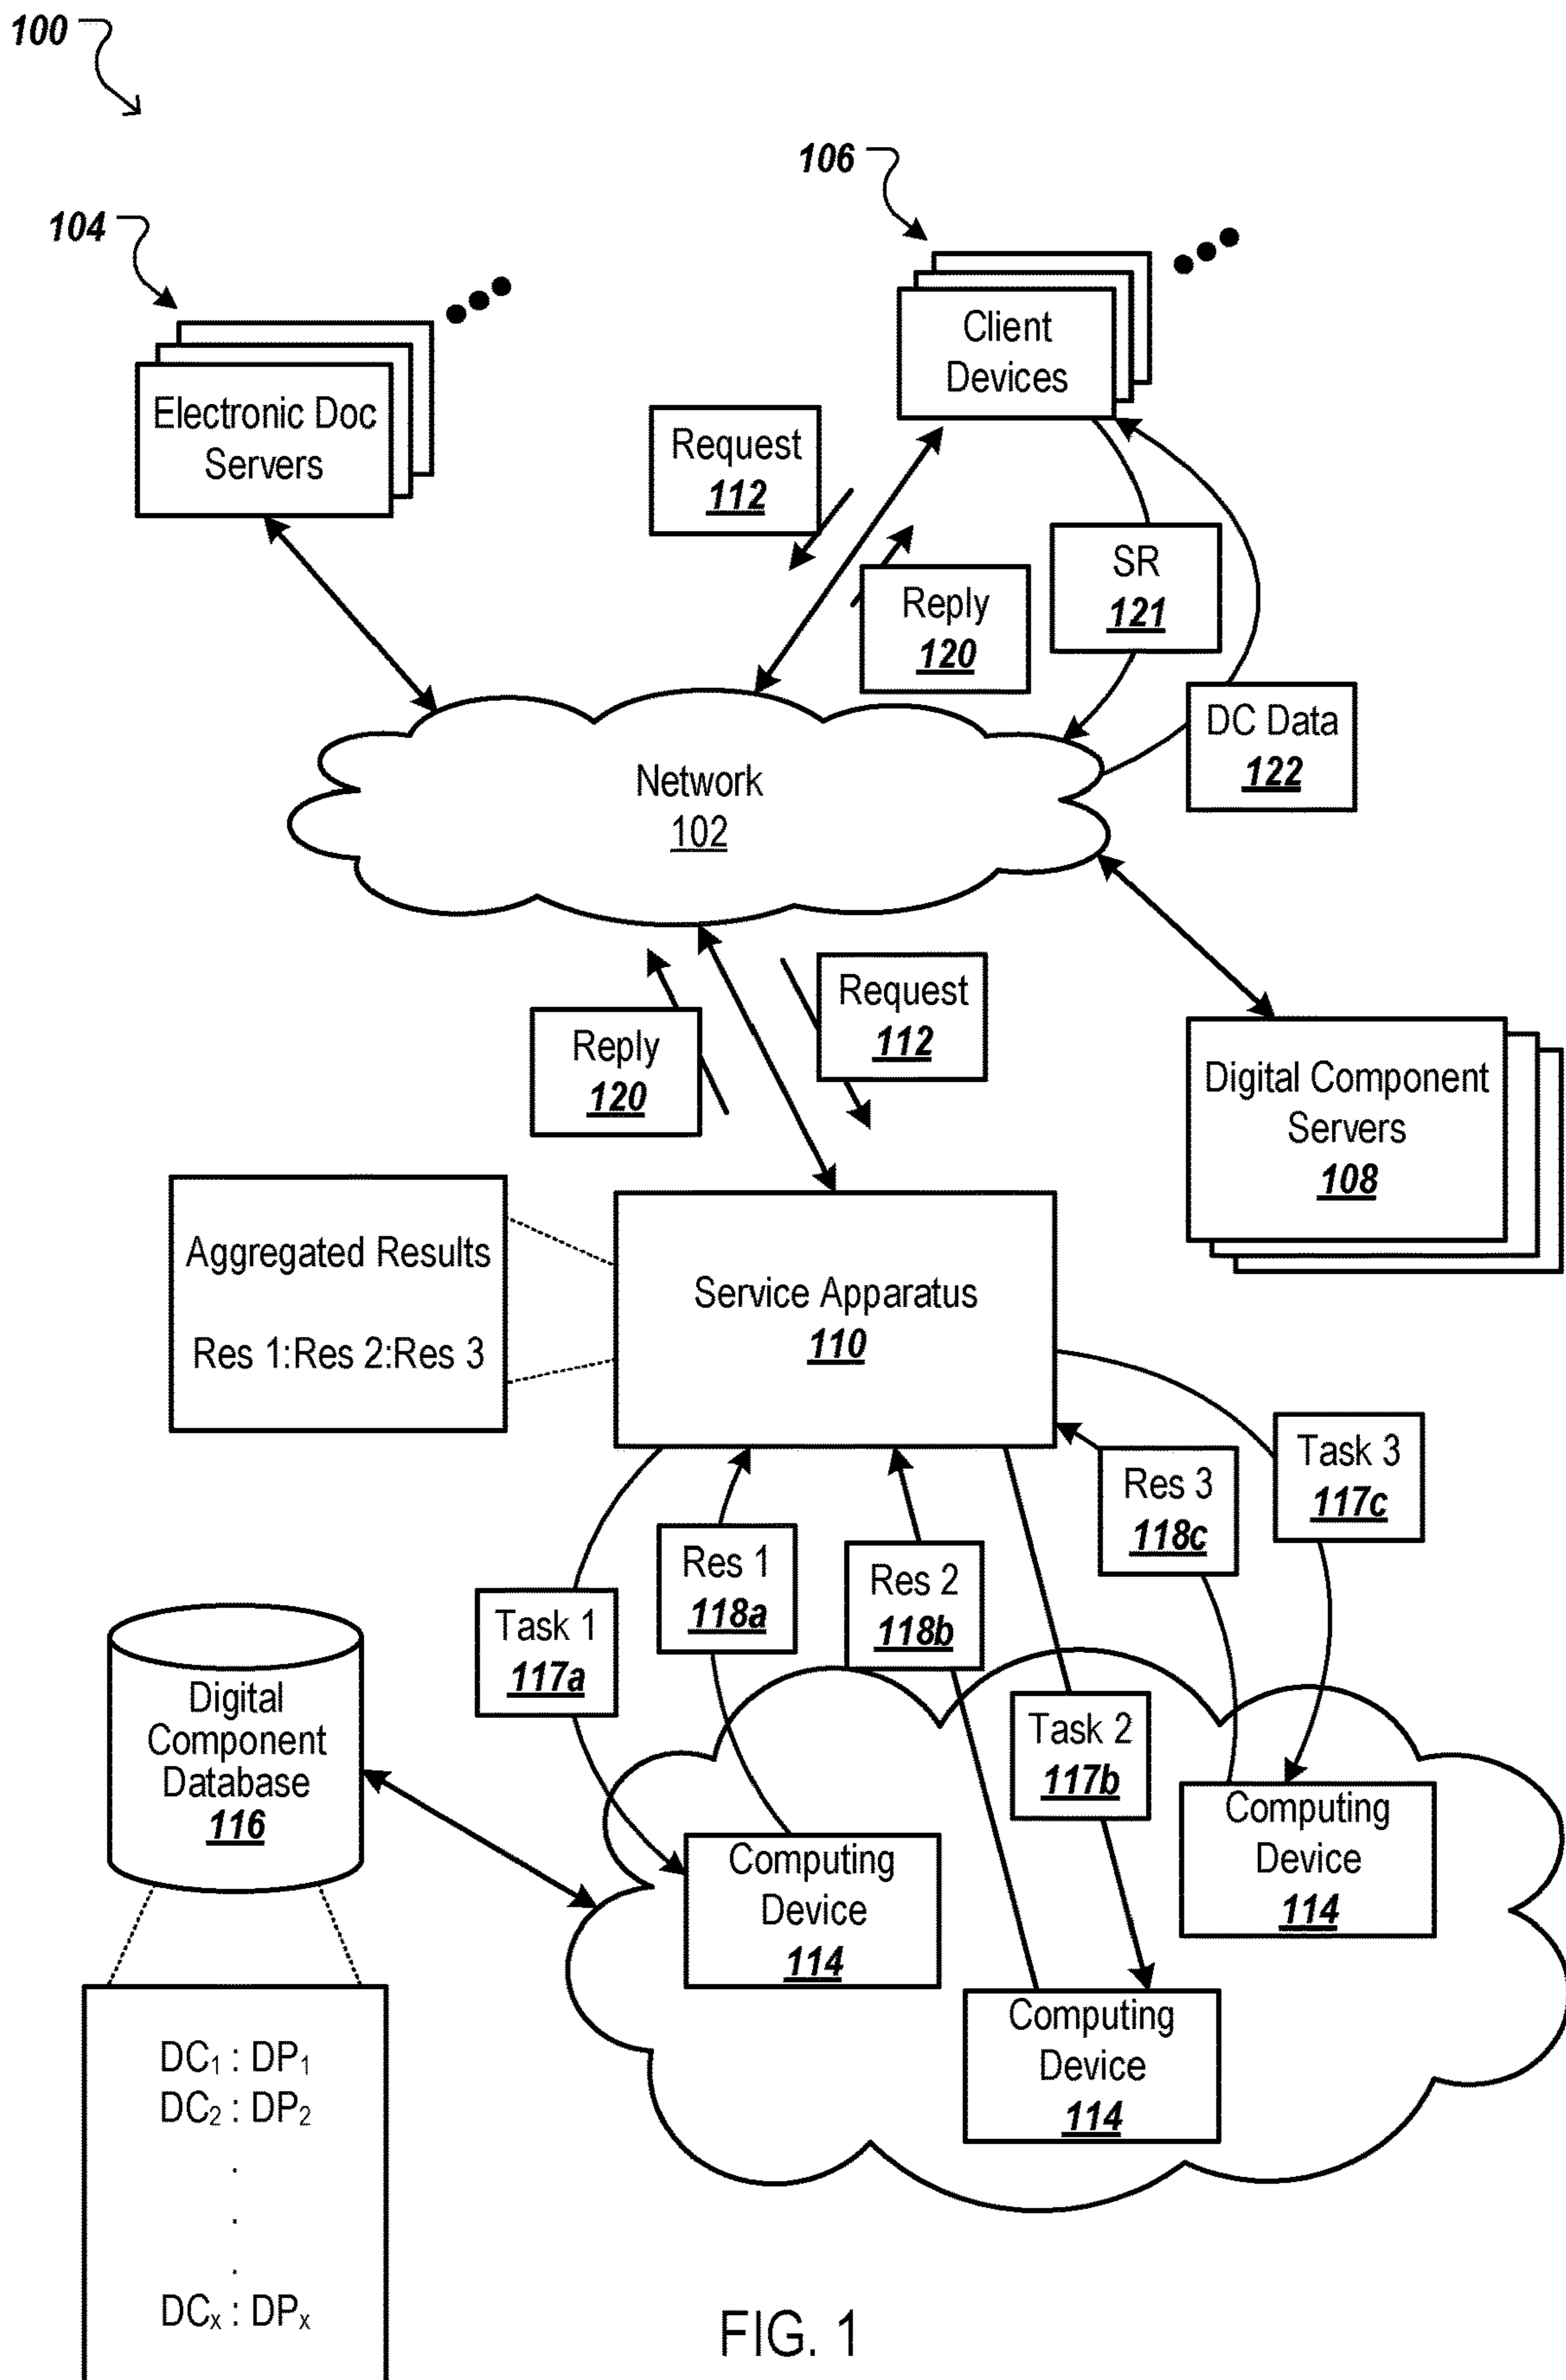 100
106
104
Client
Devices
Electronic Doc
Servers
Request
112
SR
121
Reply
120
DC Data
122
Network
102
Request
112
Reply
120
Digital Component
Servers
108
Aggregated Results
Res 1:Res 2:Res 3
Service Apparatus
110
Task 3
117c
Res 3
118c
Res 1
118a
Res 2
118b
Task 1
117a
Digital
Component
Database
116
Task 2
117b
Computing
Device
114
Computing
Device
114
Computing
Device
114
DC₁ : DP₁
DC₂ : DP₂
.
.
.
DCₓ : DPₓ
FIG. 1